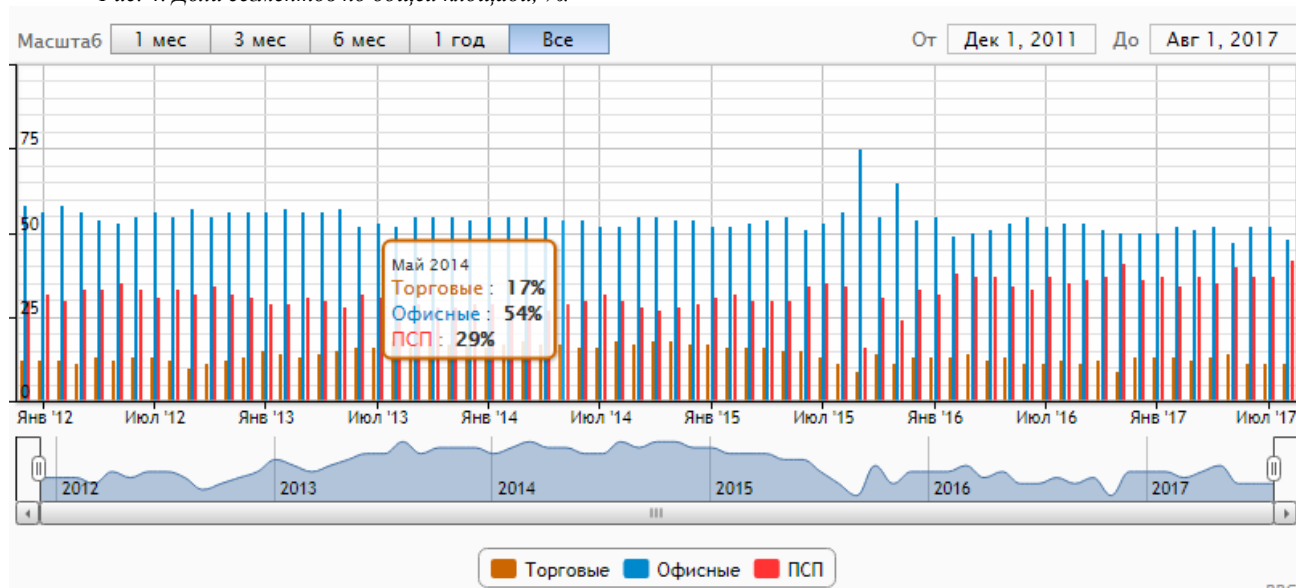 Масштаб 1 мес 3 мес 6 мес 1 год Все От Дек 1, 2011 До Авг 1, 2017
75
50
25
0
Май 2014
Торговые : 17%
Офисные : 54%
ПСП : 29%
Янв '12 Июл '12 Янв '13 Июл '13 Янв '14 Июл '14 Янв '15 Июл '15 Янв '16 Июл '16 Янв '17 Июл '17
2012 2013 2014 2015 2016 2017
Торговые Офисные ПСП